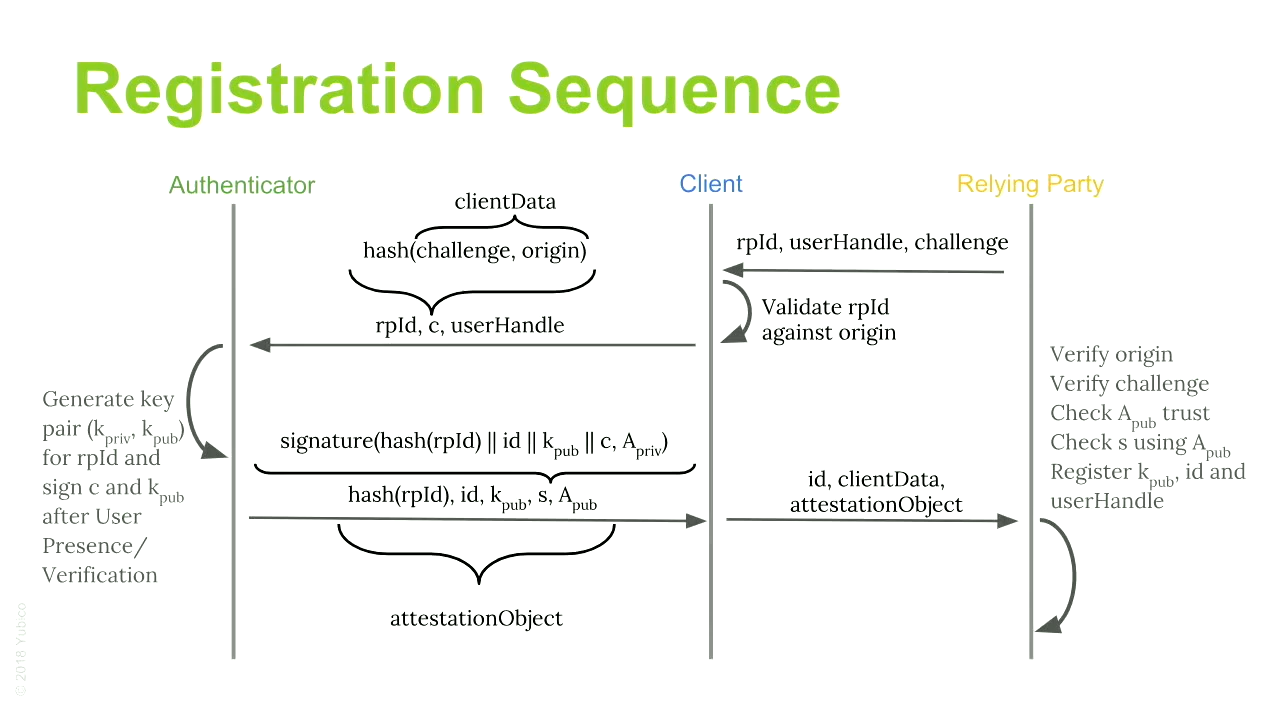 Registration Sequence
Authenticator
Client
Relying Party
clientData
hash(challenge, origin)
rpId, c, userHandle
rpId, userHandle, challenge
Validate rpId
against origin
Generate key
pair (kpriv, kpub)
for rpId and
sign c and kpub
after User
Presence/
Verification
signature(hash(rpId) || id || kpub || c, Apriv)
hash(rpId), id, kpub, s, Apub
attestationObject
id, clientData,
attestationObject
Verify origin
Verify challenge
Check Apub trust
Check s using Apub
Register kpub, id and
userHandle
© 2018 Yubico